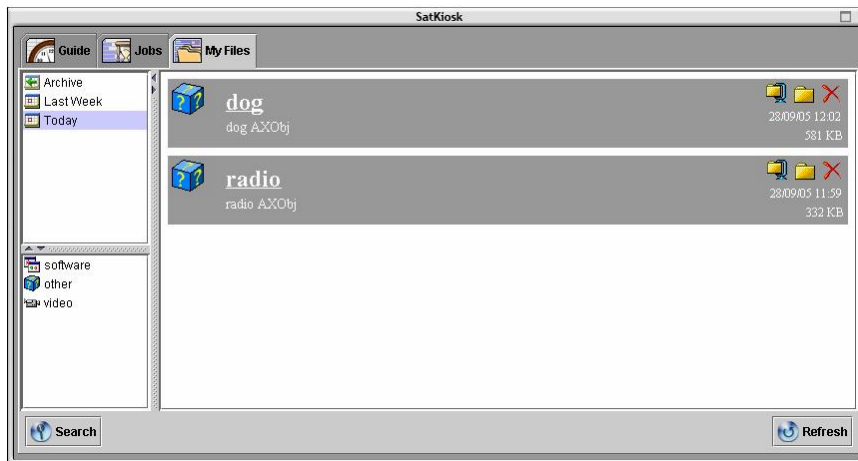 SatKiosk
Guide Jobs My Files
Archive
Last Week
Today
software
other
video
dog
dog AXObj
28/09/05 12:02
581 KB
radio
radio AXObj
28/09/05 11:59
332 KB
Search
Refresh